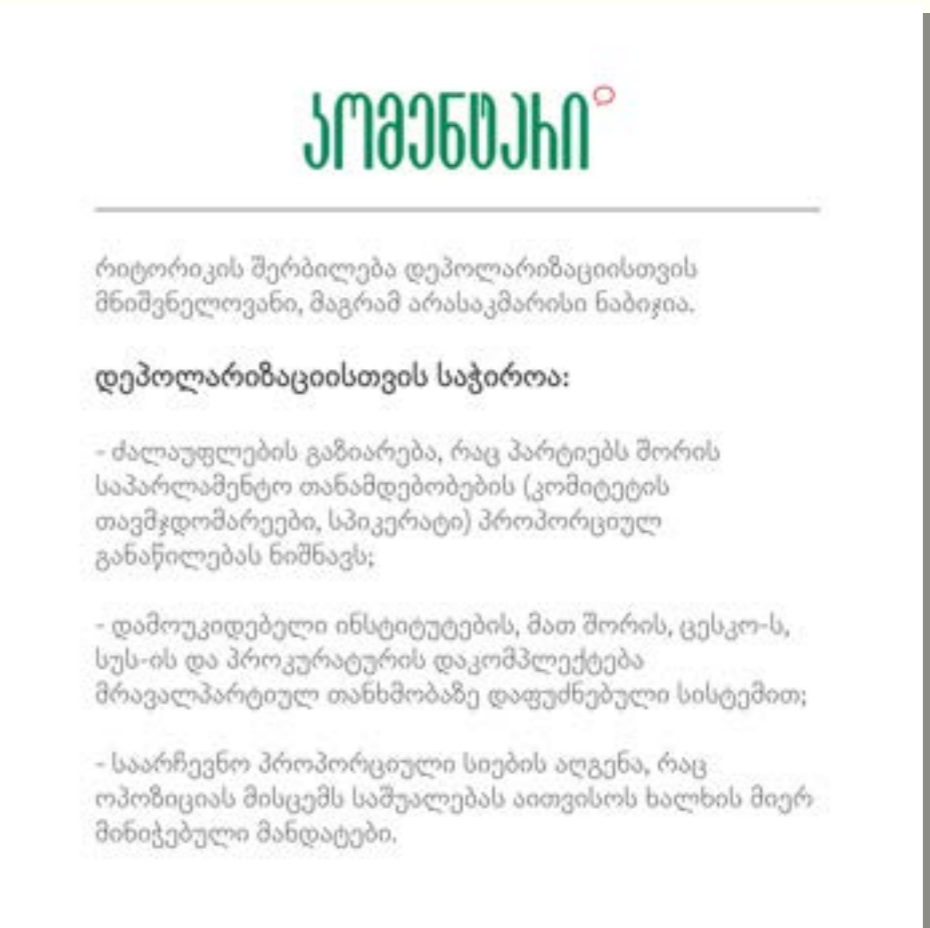 კომენტარი
რიტორიკის შერბილება დეპოლარიზაციისთვის
მნიშვნელოვანი, მაგრამ არასაკმარისი ნაბიჯია.
დეპოლარიზაციისთვის საჭიროა:
- ძალაუფლების გაზიარება, რაც პარტიებს შორის
საპარლამენტო თანამდებობების (კომიტეტის
თავმჯდომარეები, სპიკერატი) პროპორციულ
განაწილებას ნიშნავს;
- დამოუკიდებელი ინსტიტუტების, მათ შორის, ცესკო-ს,
სუს-ის და პროკურატურის დაკომპლექტება
მრავალპარტიულ თანხმობაზე დაფუძნებული სისტემით;
- საარჩევნო პროპორციული სიების აღგენა, რაც
ოპოზიციას მისცემს საშუალებას აითვისოს ხალხის მიერ
მინიჭებული მანდატები.